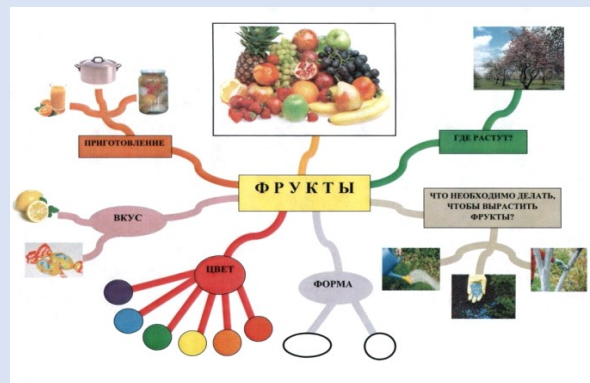 ПРИГОТОВЛЕНИЕ
ГДЕ РАСТУТ?
ФРУКТЫ
ЧТО НЕОБХОДИМО ДЕЛАТЬ,
ЧТОБЫ ВЫРАСТИТЬ
ФРУКТЫ?
ВКУС
ЦВЕТ
ФОРМА